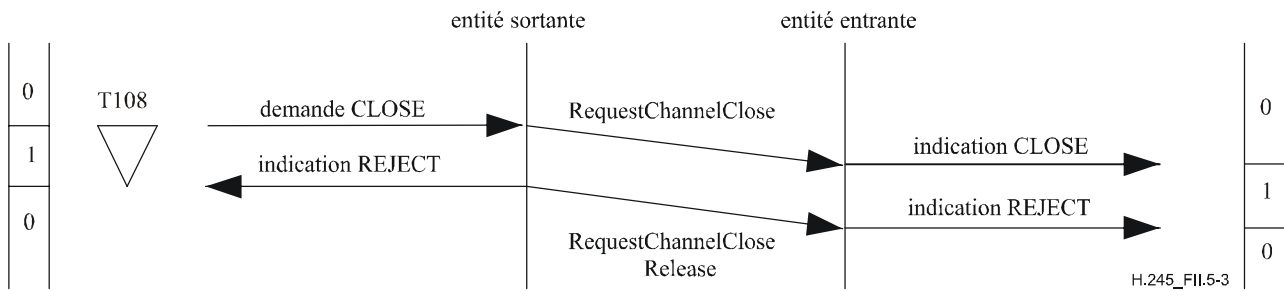 entité sortante
entité entrante
0
T108
demande CLOSE
RequestChannelClose
0
1
indication REJECT
indication CLOSE
1
0
RequestChannelClose
Release
indication REJECT
0
H.245_FII.5-3